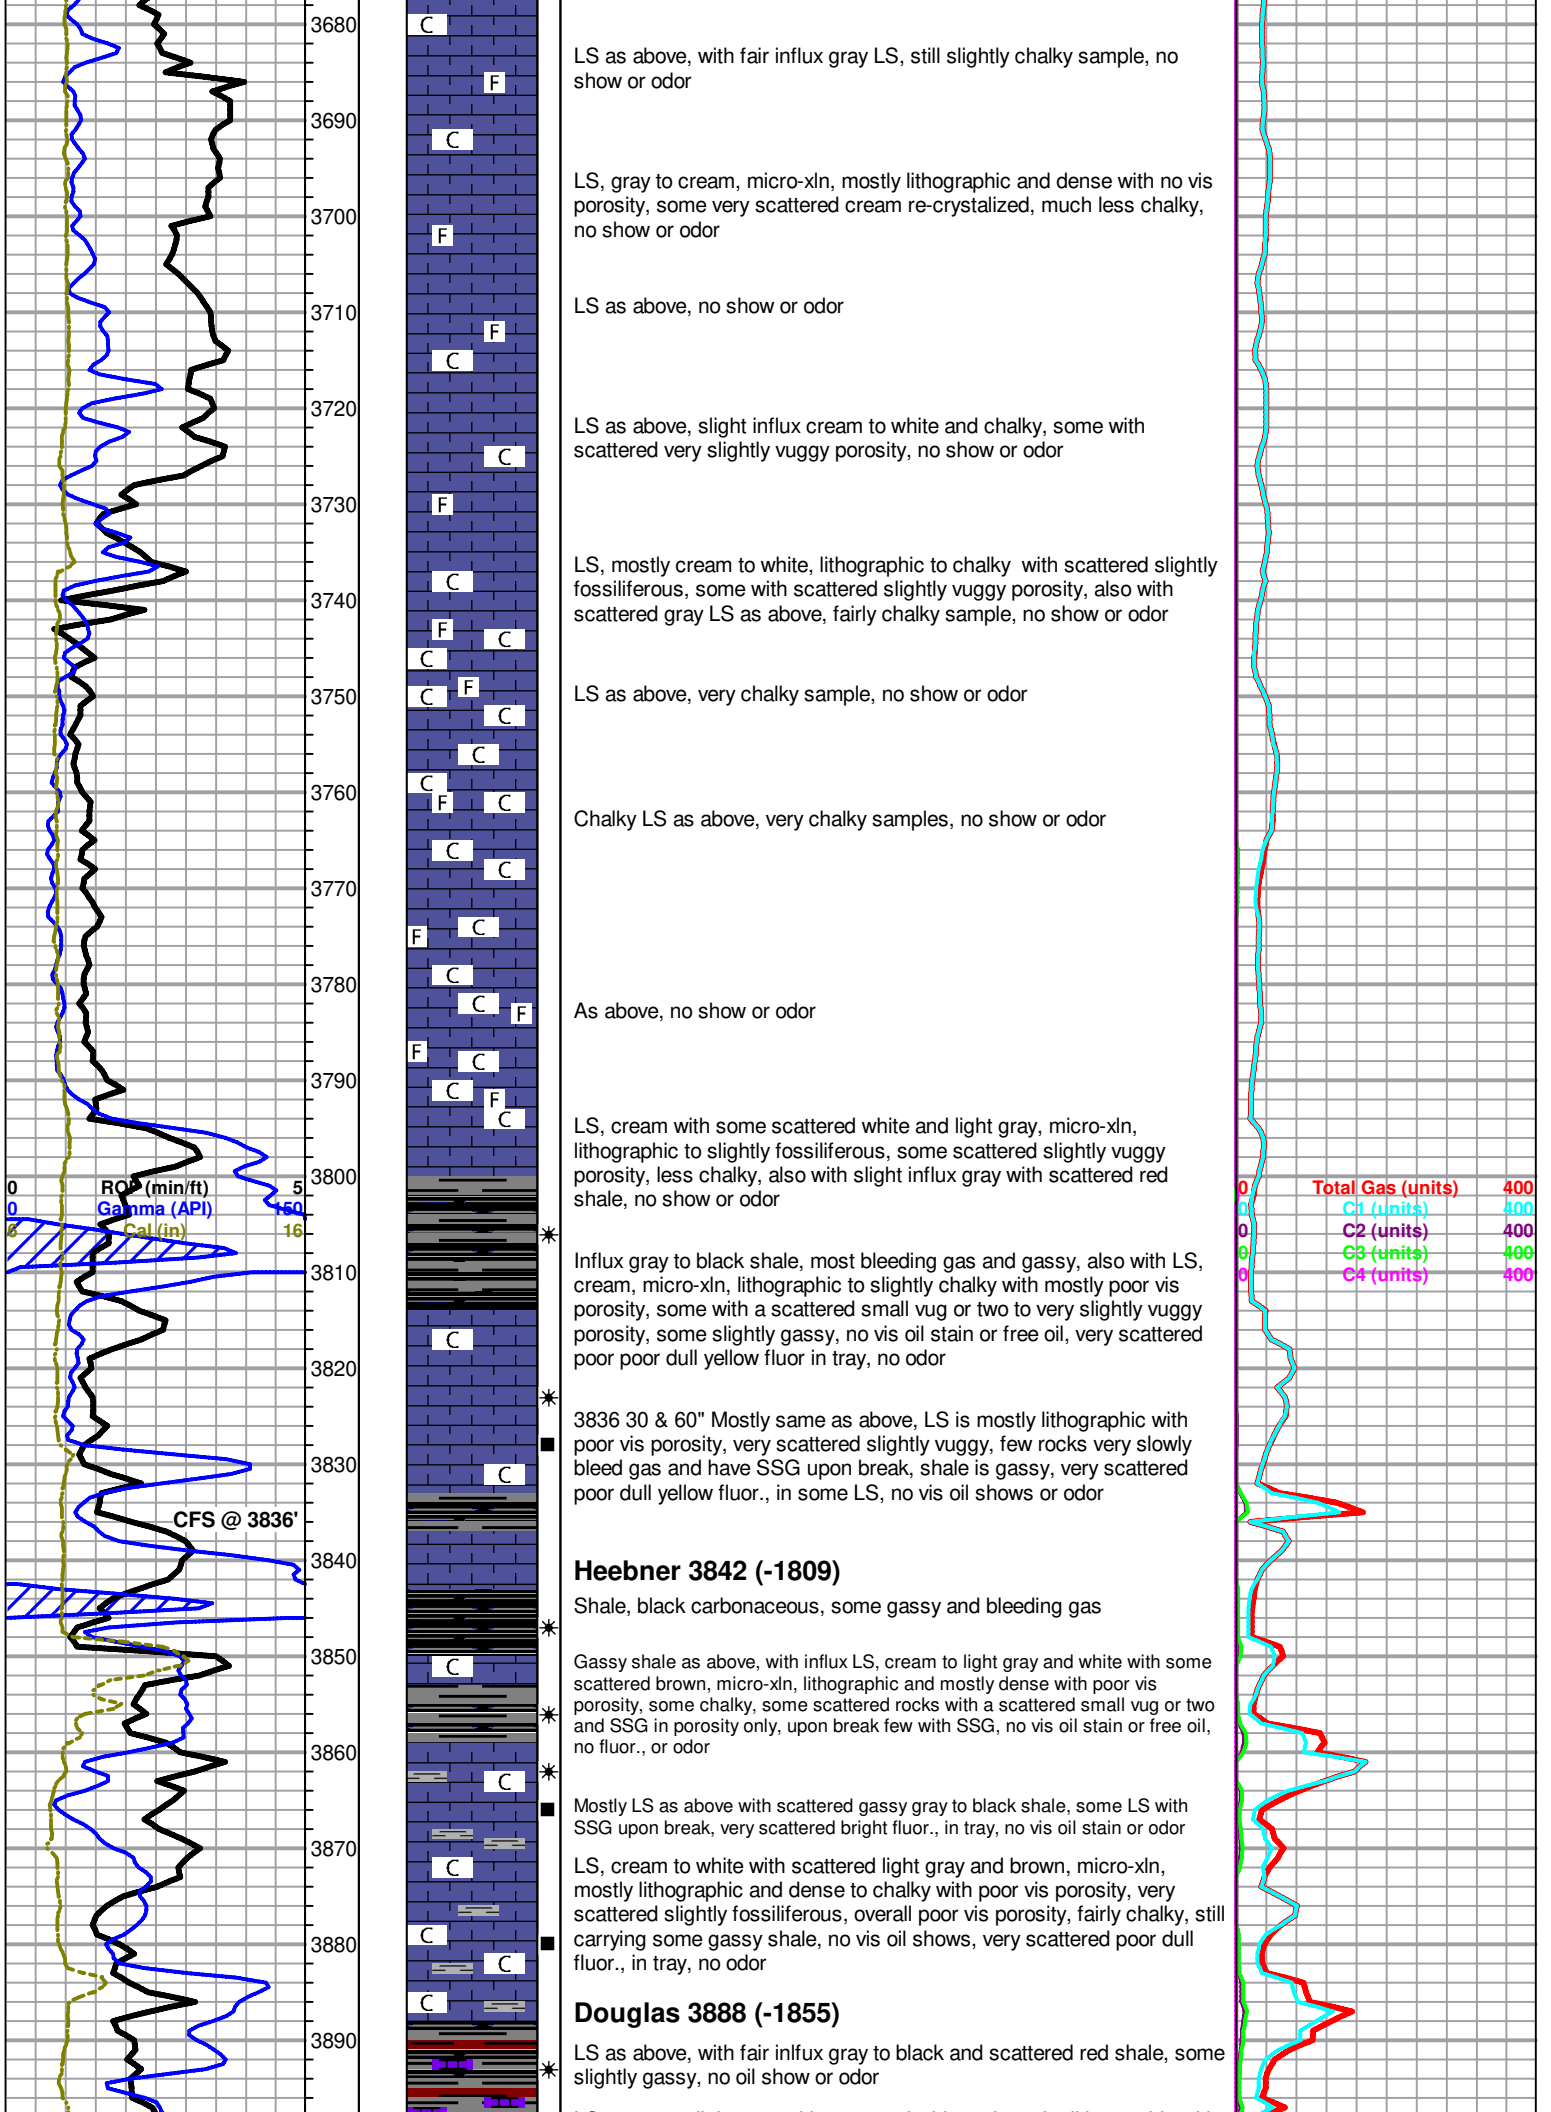 3680
C
LS as above, with fair influx gray LS, still slightly chalky sample, no
show or odor
F
3690
C
LS, gray to cream, micro-xln, mostly lithographic and dense with no vis
porosity, some very scattered cream re-crystalized, much less chalky,
no show or odor
3700
F
LS as above, no show or odor
3710
F
C
3720
LS as above, slight influx cream to white and chalky, some with
scattered very slightly vuggy porosity, no show or odor
C
3730
F
LS, mostly cream to white, lithographic to chalky  with scattered slightly
fossiliferous, some with scattered slightly vuggy porosity, also with
scattered gray LS as above, fairly chalky sample, no show or odor
C
3740
F
C
C
F
3750
C
LS as above, very chalky sample, no show or odor
C
C
C
3760
F
C
Chalky LS as above, very chalky samples, no show or odor
C
C
3770
C
F
C
3780
C
F
As above, no show or odor
F
C
3790
C
F
C
LS, cream with some scattered white and light gray, micro-xln,
lithographic to slightly fossiliferous, some scattered slightly vuggy
porosity, less chalky, also with slight influx gray with scattered red
shale, no show or odor
3800
0 ROP (min/ft) 5
0 Gamma (API) 150
6 Cal (in) 16
0 Total Gas (units) 400
0 C1 (units) 400
0 C2 (units) 400
0 C3 (units) 400
0 C4 (units) 400
Influx gray to black shale, most bleeding gas and gassy, also with LS,
cream, micro-xln, lithographic to slightly chalky with mostly poor vis
porosity, some with a scattered small vug or two to very slightly vuggy
porosity, some slightly gassy, no vis oil stain or free oil, very scattered
poor poor dull yellow fluor in tray, no odor
3810
C
3820
3836 30 & 60" Mostly same as above, LS is mostly lithographic with
poor vis porosity, very scattered slightly vuggy, few rocks very slowly
bleed gas and have SSG upon break, shale is gassy, very scattered
poor dull yellow fluor., in some LS, no vis oil shows or odor
3830
C
CFS @ 3836'
3840
Heebner 3842 (-1809)
Shale, black carbonaceous, some gassy and bleeding gas
3850
C
Gassy shale as above, with influx LS, cream to light gray and white with some
scattered brown, micro-xln, lithographic and mostly dense with poor vis
porosity, some chalky, some scattered rocks with a scattered small vug or two
and SSG in porosity only, upon break few with SSG, no vis oil stain or free oil,
no fluor., or odor
3860
C
Mostly LS as above with scattered gassy gray to black shale, some LS with
SSG upon break, very scattered bright fluor., in tray, no vis oil stain or odor
3870
C
LS, cream to white with scattered light gray and brown, micro-xln,
mostly lithographic and dense to chalky with poor vis porosity, very
scattered slightly fossiliferous, overall poor vis porosity, fairly chalky, still
carrying some gassy shale, no vis oil shows, very scattered poor dull
fluor., in tray, no odor
C
3880
C
C
Douglas 3888 (-1855)
3890
LS as above, with fair inlfux gray to black and scattered red shale, some
slightly gassy, no oil show or odor